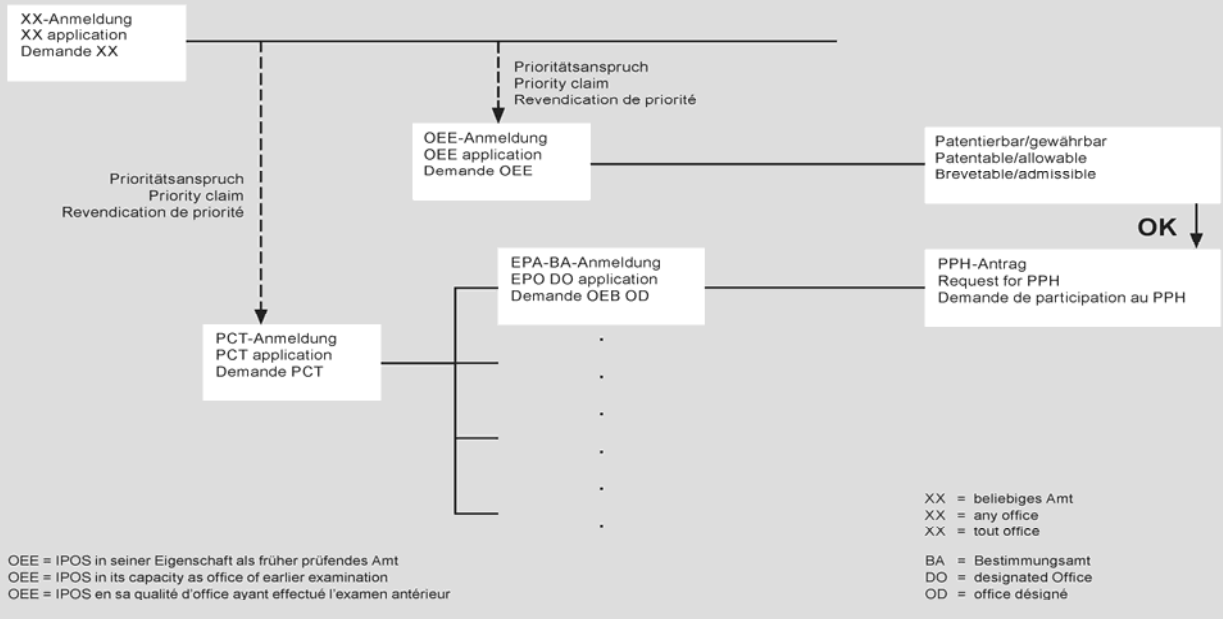 XX-Anmeldung
XX application
Demande XX
Prioritätsanspruch
Priority claim
Revendication de priorité
OEE-Anmeldung
OEE application
Demande OEE
Patentierbar/gewährbar
Patentable/allowable
Brevetable/admissible
Prioritätsanspruch
Priority claim
Revendication de priorité
OK
EPA-BA-Anmeldung
EPO DO application
Demande OEB OD
PPH-Antrag
Request for PPH
Demande de participation au PPH
PCT-Anmeldung
PCT application
Demande PCT
XX = beliebiges Amt
XX = any office
XX = tout office
OEE = IPOS in seiner Eigenschaft als früher prüfendes Amt
OEE = IPOS in its capacity as office of earlier examination
OEE = IPOS en sa qualité d'office ayant effectué l'examen antérieur
BA = Bestimmungsamt
DO = designated Office
OD = office désigné